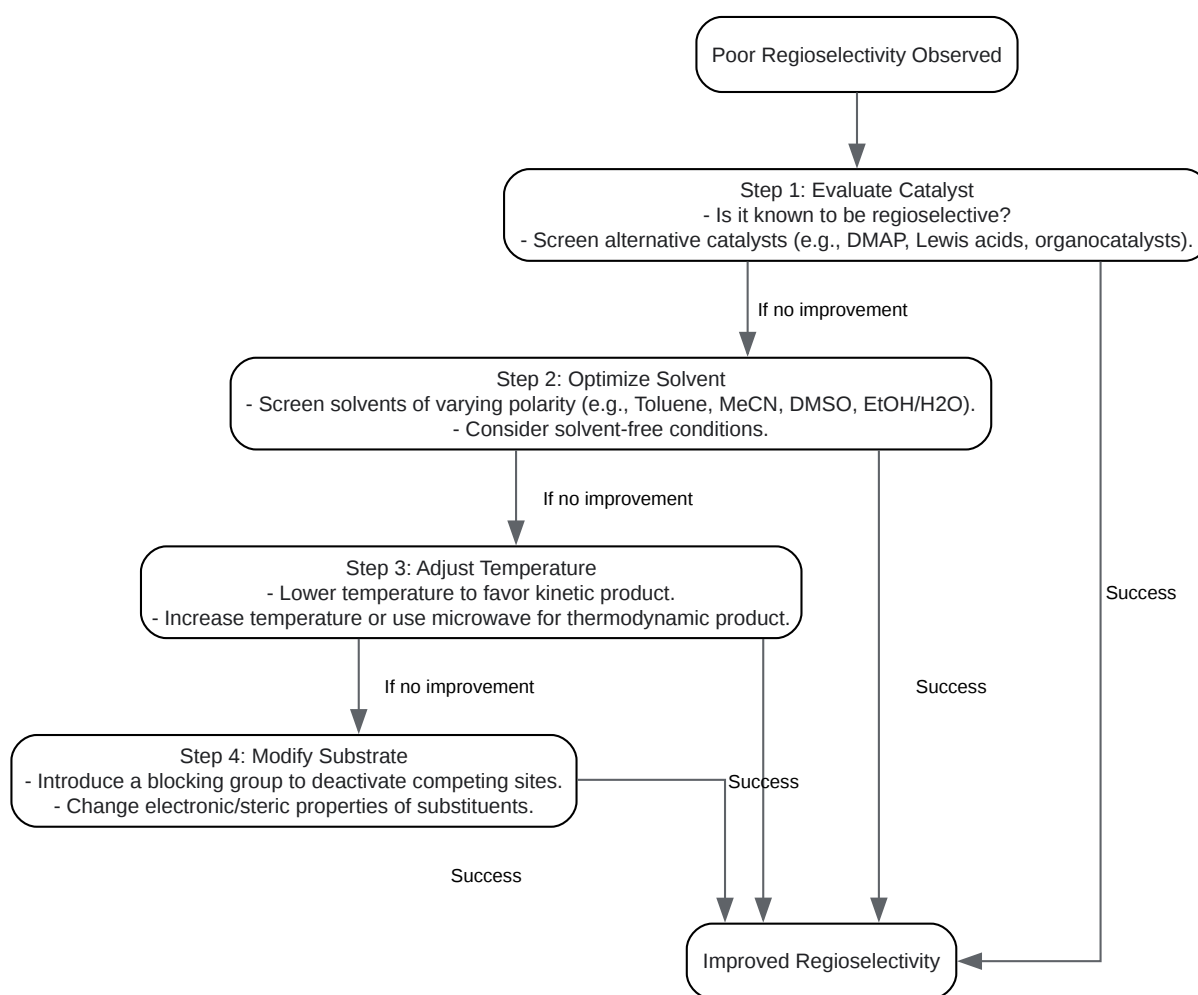 Poor Regioselectivity Observed
Step 1: Evaluate Catalyst
- Is it known to be regioselective?
- Screen alternative catalysts (e.g., DMAP, Lewis acids, organocatalysts).
If no improvement
Step 2: Optimize Solvent
- Screen solvents of varying polarity (e.g., Toluene, MeCN, DMSO, EtOH/H2O).
- Consider solvent-free conditions.
If no improvement
Step 3: Adjust Temperature
- Lower temperature to favor kinetic product.
- Increase temperature or use microwave for thermodynamic product.
Success
If no improvement
Success
Step 4: Modify Substrate
- Introduce a blocking group to deactivate competing sites.
- Change electronic/steric properties of substituents.
Success
Success
Improved Regioselectivity